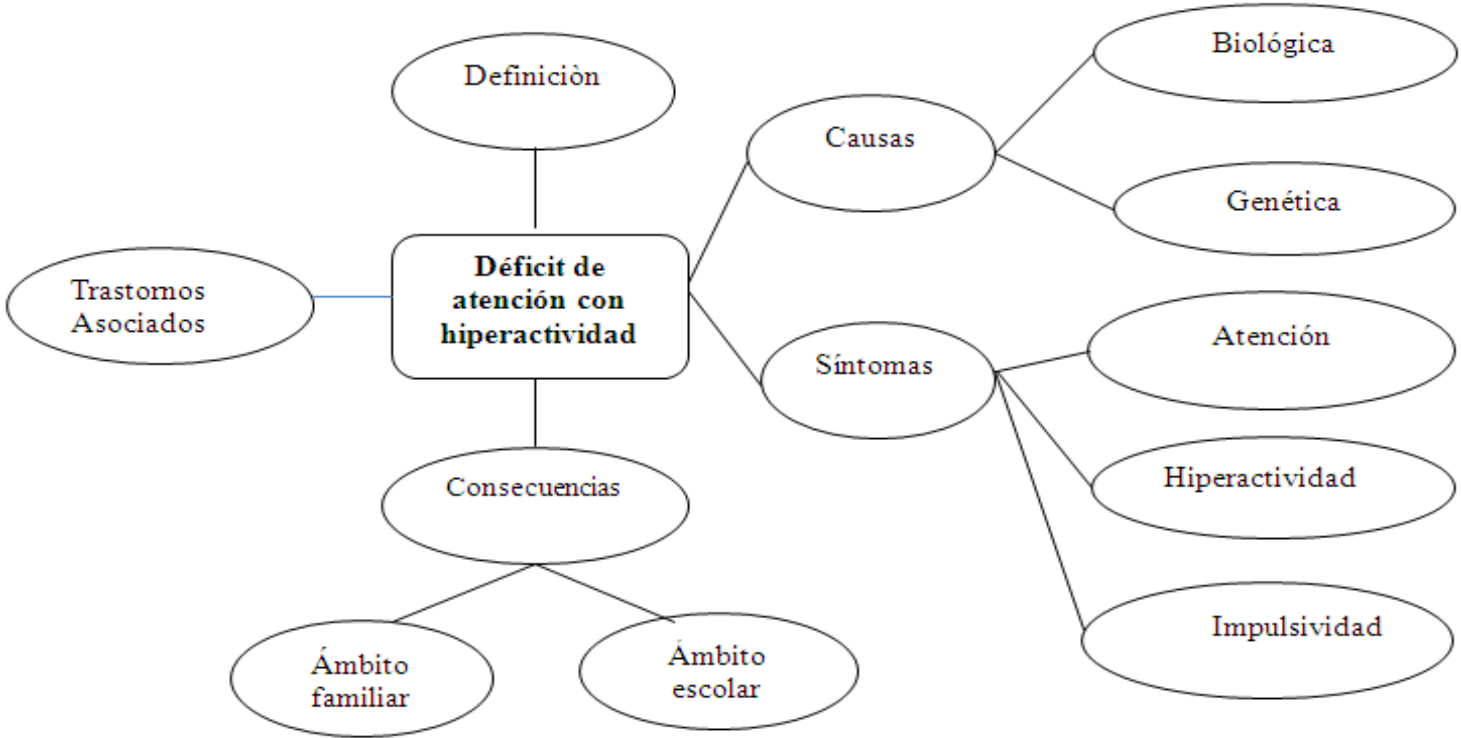 Definiciòn
Déficit de
atención con
hiperactividad
Trastornos
Asociados
Causas
Biológica
Genética
Síntomas
Atención
Hiperactividad
Impulsividad
Consecuencias
Ámbito
familiar
Ámbito
escolar